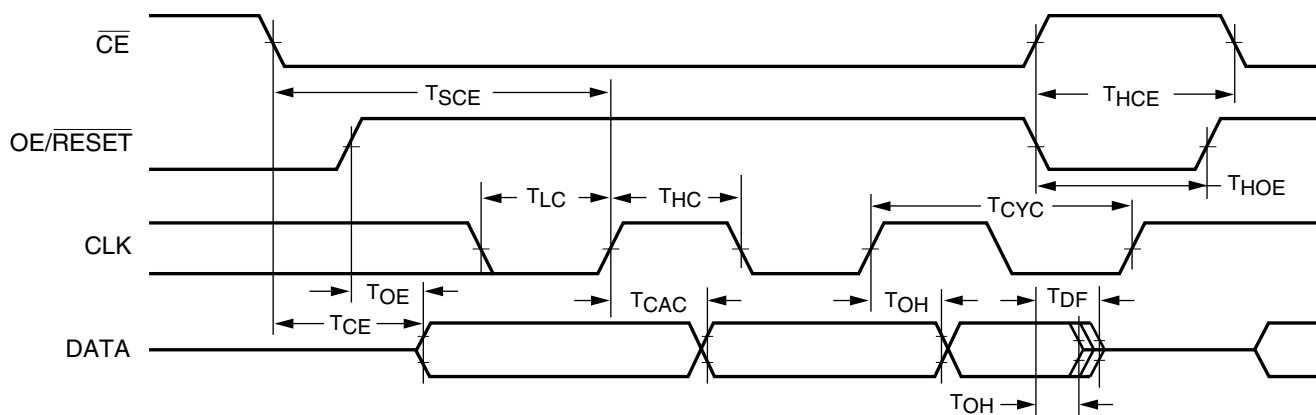 CE
TSCE
THCE
OE/RESET
TLC
THC
TCYC
THOE
CLK
TOE
TCAC
TOH
TDF
TCE
DATA
TOH